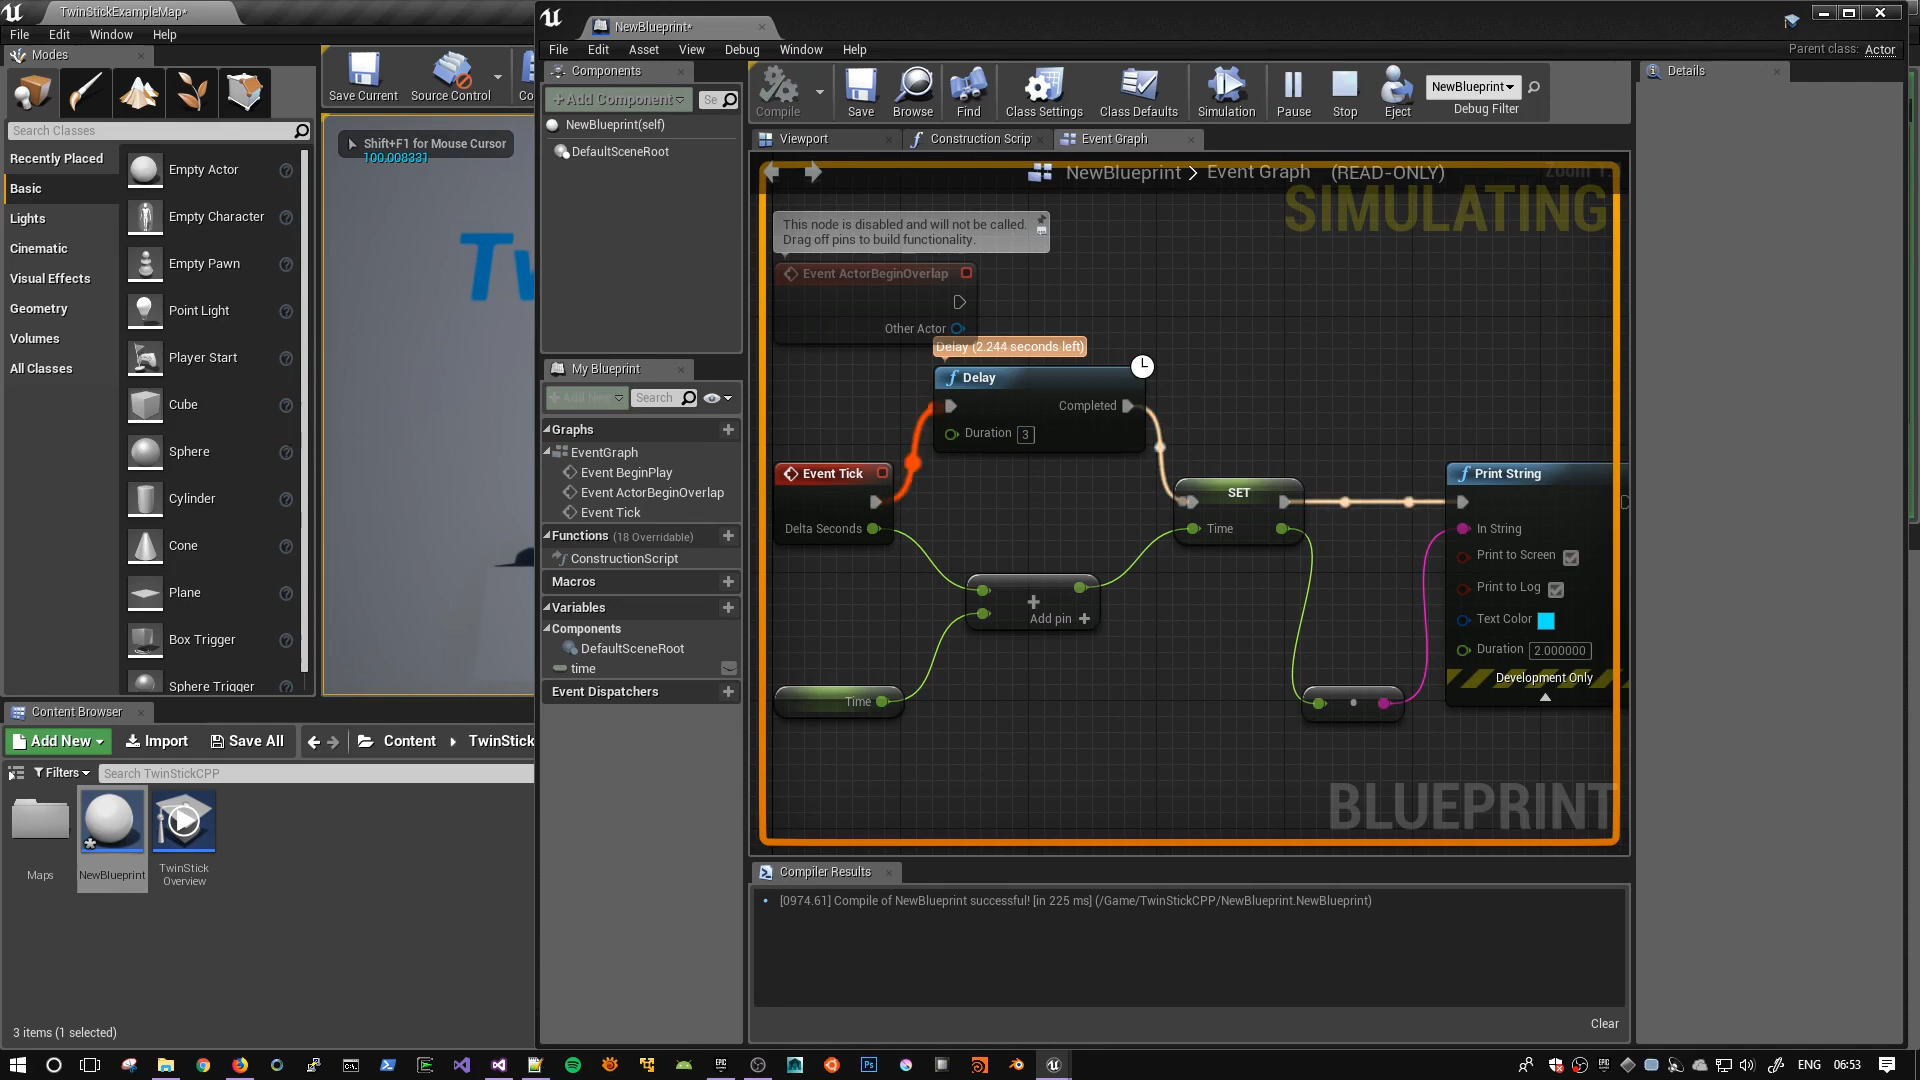 TwinStickExampleMap*
File Edit Window Help
Modes
Save Current
Source Control
Search Classes
Recently Placed
Basic
Lights
Cinematic
Visual Effects
Geometry
Volumes
All Classes
Empty Actor
Empty Character
Empty Pawn
Point Light
Player Start
Cube
Sphere
Cylinder
Cone
Plane
Box Trigger
Sphere Trigger
Shift+F1 for Mouse Cursor
100.008331
Content Browser
Add New
Import
Save All
Content
TwinStick
Filters
Search TwinStickCPP
Maps
NewBlueprint
TwinStick
Overview
3 items (1 selected)
NewBlueprint*
File Edit Asset View Debug Window Help
Parent class: Actor
Components
+Add Component
Se
NewBlueprint(self)
DefaultSceneRoot
My Blueprint
+Add New
Search
Graphs
EventGraph
Event BeginPlay
Event ActorBeginOverlap
Event Tick
Functions (18 Overridable)
ConstructionScript
Macros
Variables
Components
DefaultSceneRoot
time
Event Dispatchers
Compile
Save
Browse
Find
Class Settings
Class Defaults
Simulation
Pause
Stop
Eject
NewBlueprint
Debug Filter
Viewport
Construction Scrip
Event Graph
NewBlueprint > Event Graph (READ-ONLY)
SIMULATING
This node is disabled and will not be called.
Drag off pins to build functionality.
Event ActorBeginOverlap
Other Actor
Delay (2.244 seconds left)
Delay
Completed
Duration 3
Event Tick
Delta Seconds
Add pin
Time
SET
Time
Print String
In String
Print to Screen
Print to Log
Text Color
Duration 2.000000
Development Only
BLUEPRINT
Compiler Results
[0974.61] Compile of NewBlueprint successful! [in 225 ms] (/Game/TwinStickCPP/NewBlueprint.NewBlueprint)
Clear
Details
ENG 06:53